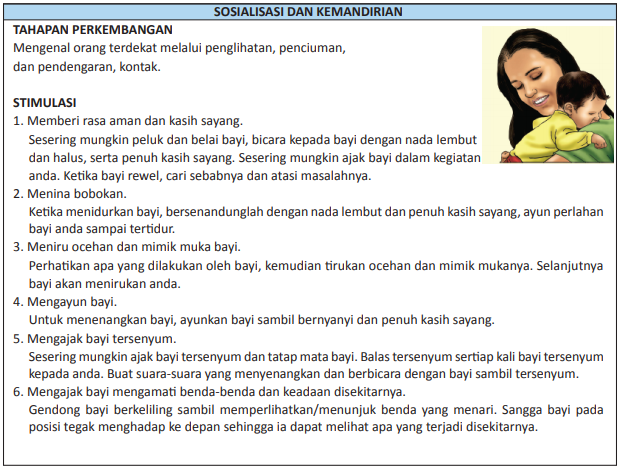 SOSIALISASI DAN KEMANDIRIAN
TAHAPAN PERKEMBANGAN
Mengenal orang terdekat melalui penglihatan, penciuman,
dan pendengaran, kontak.
STIMULASI
1. Memberi rasa aman dan kasih sayang.
Sesering mungkin peluk dan belai bayi, bicara kepada bayi dengan nada lembut
dan halus, serta penuh kasih sayang. Sesering mungkin ajak bayi dalam kegiatan
anda. Ketika bayi rewel, cari sebabnya dan atasi masalahnya.
2. Menina bobokan.
Ketika menidurkan bayi, bersenandunglah dengan nada lembut dan penuh kasih sayang, ayun perlahan
bayi anda sampai tertidur.
3. Meniru ocehan dan mimik muka bayi.
Perhatikan apa yang dilakukan oleh bayi, kemudian tirukan ocehan dan mimik mukanya. Selanjutnya
bayi akan menirukan anda.
4. Mengayun bayi.
Untuk menenangkan bayi, ayunkan bayi sambil bernyanyi dan penuh kasih sayang.
5. Mengajak bayi tersenyum.
Sesering mungkin ajak bayi tersenyum dan tatap mata bayi. Balas tersenyum sertiap kali bayi tersenyum
kepada anda. Buat suara-suara yang menyenangkan dan berbicara dengan bayi sambil tersenyum.
6. Mengajak bayi mengamati benda-benda dan keadaan disekitarnya.
Gendong bayi berkeliling sambil memperlihatkan/menunjuk benda yang menari. Sangga bayi pada
posisi tegak menghadap ke depan sehingga ia dapat melihat apa yang terjadi disekitarnya.